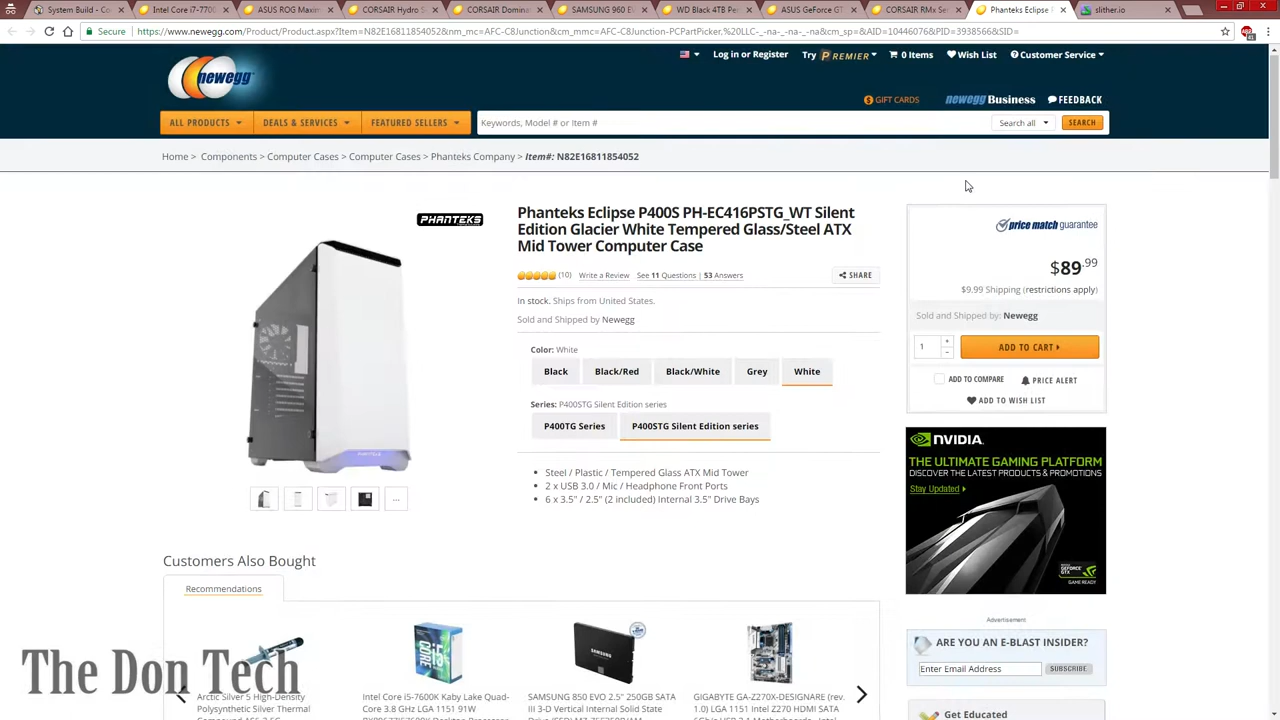 System Build - Co
Intel Core i7-7700
ASUS ROG Maxim
CORSAIR Hydro S
CORSAIR Domina
SAMSUNG 960 EV
WD Black 4TB Per
ASUS GeForce GT
CORSAIR RMx Se
Phanteks Eclipse P
slither.io
Secure
https://www.newegg.com/Product/Product.aspx?Item=N82E16811854052&nm_mc=AFC-C8Junction&cm_mmc=AFC-C8Junction-PCPartPicker,%20LLC-_-na-_-na-_-na&cm_sp=&AID=10446076&PID=3938566&SID=
newegg
Log in or Register
Try PREMIER
0 Items
Wish List
Customer Service
GIFT CARDS
newegg Business
FEEDBACK
ALL PRODUCTS
DEALS & SERVICES
FEATURED SELLERS
Keywords, Model # or Item #
Search all
SEARCH
Home > Components > Computer Cases > Computer Cases > Phanteks Company > Item#: N82E16811854052
PHANTEKS
Phanteks Eclipse P400S PH-EC416PSTG_WT Silent
Edition Glacier White Tempered Glass/Steel ATX
Mid Tower Computer Case
(10) Write a Review See 11 Questions | 53 Answers
SHARE
In stock. Ships from United States.
Sold and Shipped by Newegg
Color: White
Black
Black/Red
Black/White
Grey
White
Series: P400STG Silent Edition series
P400TG Series
P400STG Silent Edition series
• Steel / Plastic / Tempered Glass ATX Mid Tower
• 2 x USB 3.0 / Mic / Headphone Front Ports
• 6 x 3.5" / 2.5" (2 included) Internal 3.5" Drive Bays
price match guarantee
$89.99
$9.99 Shipping (restrictions apply)
Sold and Shipped by: Newegg
1
ADD TO CART
ADD TO COMPARE
PRICE ALERT
ADD TO WISH LIST
NVIDIA.
THE ULTIMATE GAMING PLATFORM
DISCOVER THE LATEST PRODUCTS & PROMOTIONS
Stay Updated
GEFORCE
GTX
Advertisement
ARE YOU AN E-BLAST INSIDER?
Enter Email Address
SUBSCRIBE
Get Educated
Customers Also Bought
Recommendations
Arctic Silver 5 High-Density
Polysynthetic Silver Thermal
Intel Core i5-7600K Kaby Lake Quad-
Core 3.8 GHz LGA 1151 91W
SAMSUNG 850 EVO 2.5" 250GB SATA
III 3-D Vertical Internal Solid State
GIGABYTE GA-Z270X-DESIGNARE (rev.
1.0) LGA 1151 Intel Z270 HDMI SATA
The Don Tech